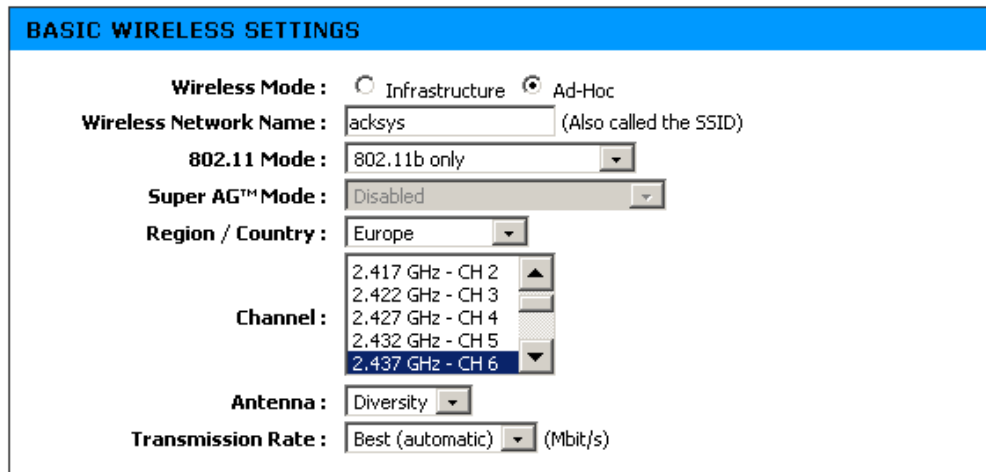 BASIC WIRELESS SETTINGS
Wireless Mode : Infrastructure Ad-Hoc
Wireless Network Name : acksys (Also called the SSID)
802.11 Mode : 802.11b only
Super AG™ Mode : Disabled
Region / Country : Europe
2.417 GHz - CH 2
2.422 GHz - CH 3
Channel : 2.427 GHz - CH 4
2.432 GHz - CH 5
2.437 GHz - CH 6
Antenna : Diversity
Transmission Rate : Best (automatic) (Mbit/s)